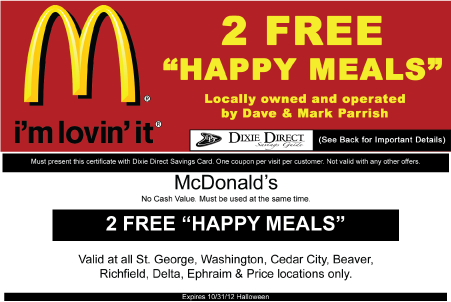 2 FREE
“HAPPY MEALS”
Locally owned and operated
by Dave & Mark Parrish
i'm lovin' it®
DIXIE DIRECT
Savings Guide
(See Back for Important Details)
Must present this certificate with Dixie Direct Savings Card. One coupon per visit per customer. Not valid with any other offers.
McDonald's
No Cash Value. Must be used at the same time.
2 FREE “HAPPY MEALS”
Valid at all St. George, Washington, Cedar City, Beaver,
Richfield, Delta, Ephraim & Price locations only.
Expires 10/31/12 Halloween